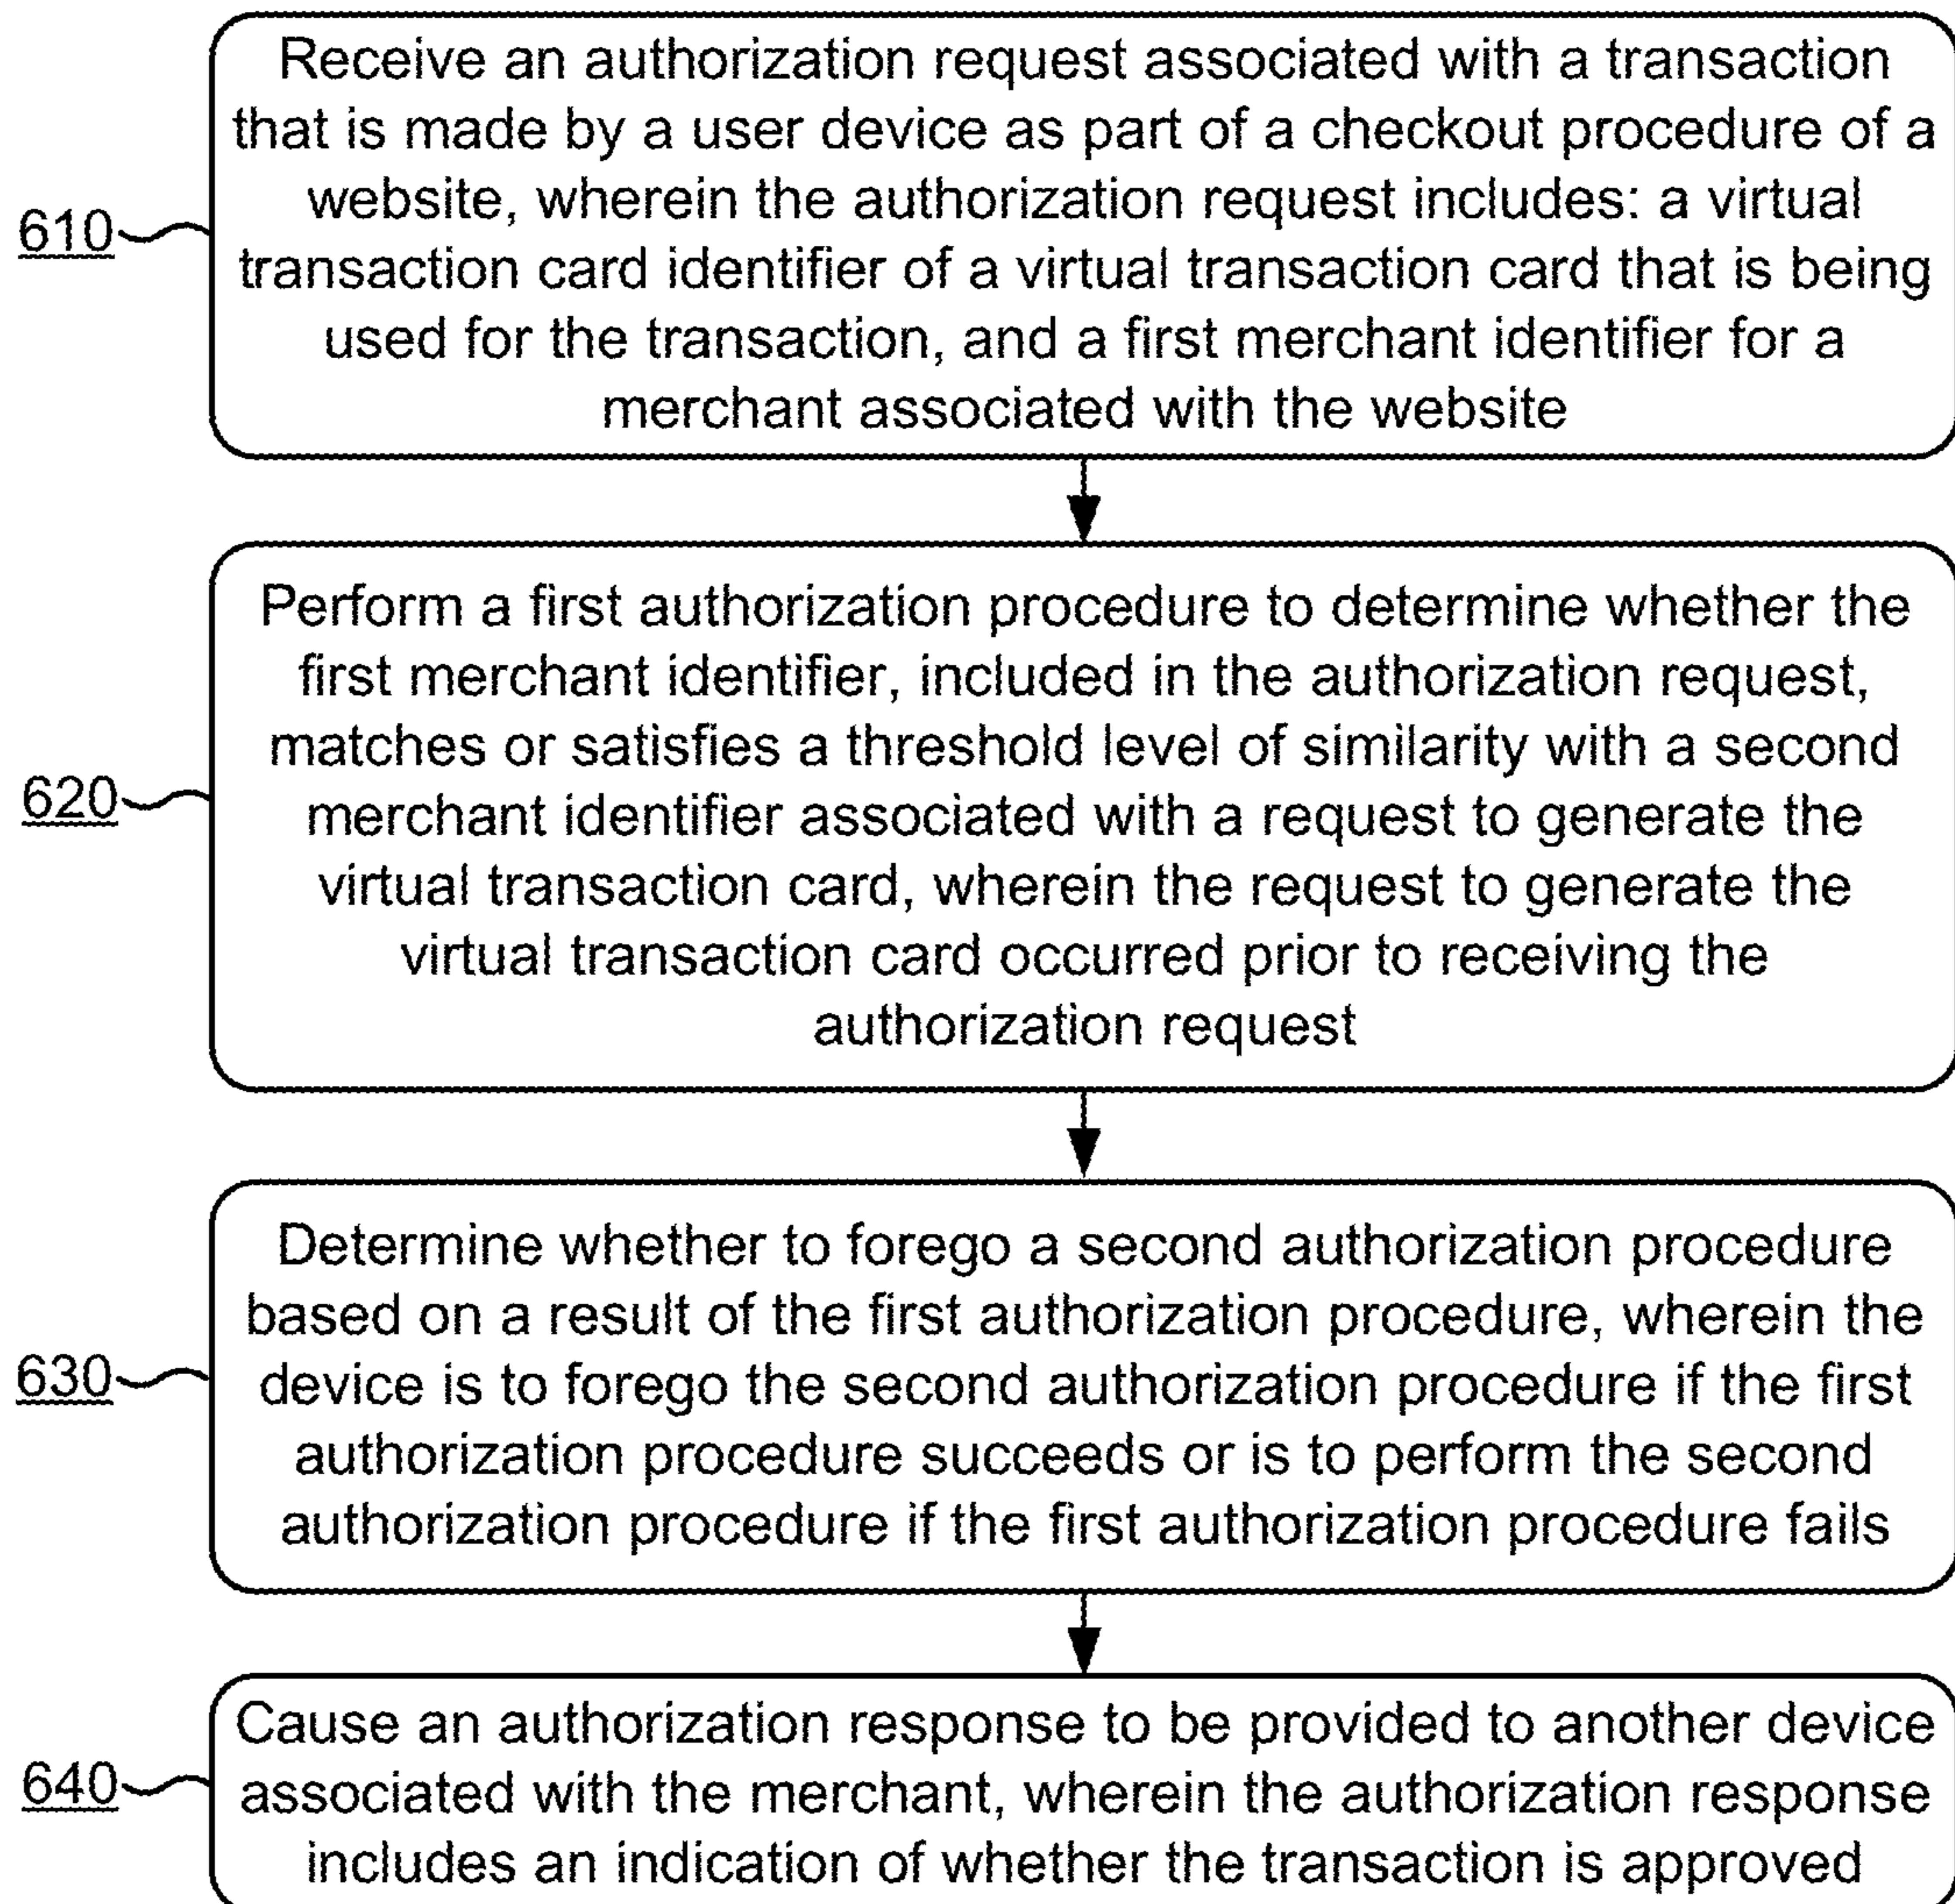 Receive an authorization request associated with a transaction
that is made by a user device as part of a checkout procedure of a
website, wherein the authorization request includes: a virtual
610
transaction card identifier of a virtual transaction card that is being
used for the transaction, and a first merchant identifier for a
merchant associated with the website
Perform a first authorization procedure to determine whether the
first merchant identifier, included in the authorization request,
matches or satisfies a threshold level of similarity with a second
620
merchant identifier associated with a request to generate the
virtual transaction card, wherein the request to generate the
virtual transaction card occurred prior to receiving the
authorization request
Determine whether to forego a second authorization procedure
based on a result of the first authorization procedure, wherein the
630
device is to forego the second authorization procedure if the first
authorization procedure succeeds or is to perform the second
authorization procedure if the first authorization procedure fails
Cause an authorization response to be provided to another device
640
associated with the merchant, wherein the authorization response
includes an indication of whether the transaction is approved